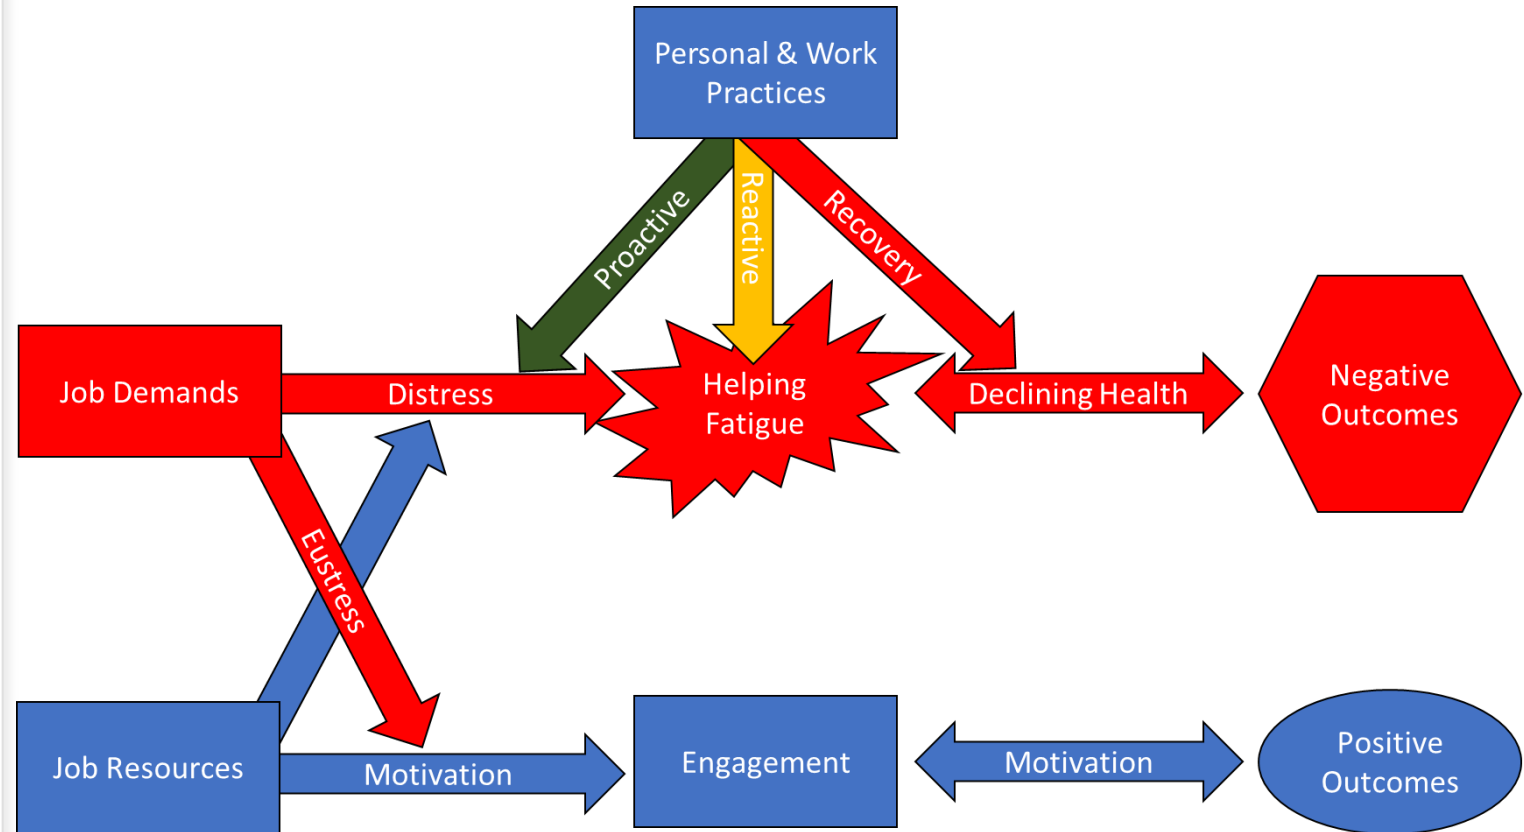 Personal & Work
Practices
Proactive
Reactive
Recovery
Job Demands
Distress
Helping
Fatigue
Declining Health
Negative
Outcomes
Eustress
Job Resources
Motivation
Engagement
Motivation
Positive
Outcomes